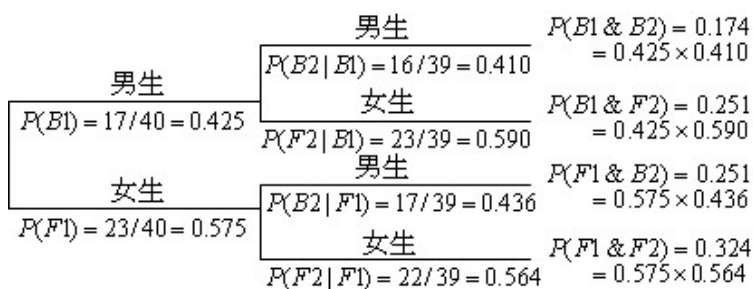 男生
P(B1) = 17/40 = 0.425
女生
P(F1) = 23/40 = 0.575
男生
P(B2 | B1) = 16/39 = 0.410
女生
P(F2 | B1) = 23/39 = 0.590
男生
P(B2 | F1) = 17/39 = 0.436
女生
P(F2 | F1) = 22/39 = 0.564
P(B1 & B2) = 0.174
= 0.425 × 0.410
P(B1 & F2) = 0.251
= 0.425 × 0.590
P(F1 & B2) = 0.251
= 0.575 × 0.436
P(F1 & F2) = 0.324
= 0.575 × 0.564